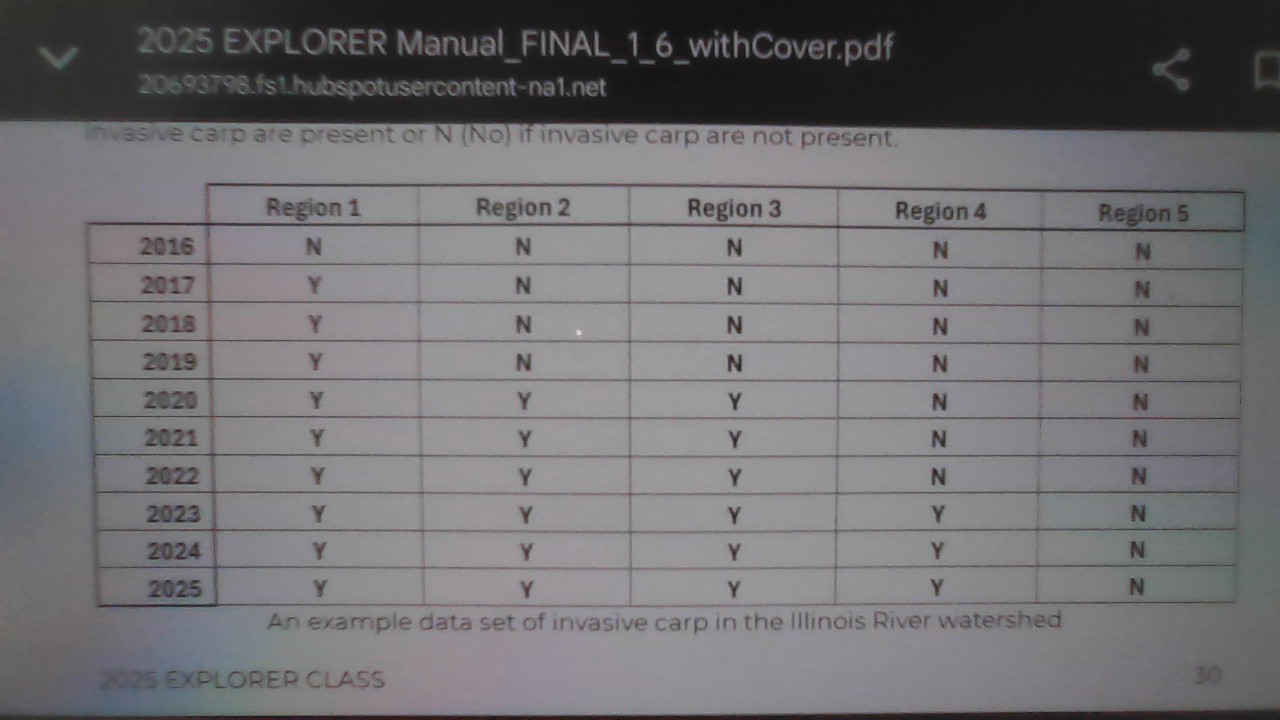 2025 EXPLORER Manual_FINAL_1_6_withCover.pdf
20693798.fs1.hubspotusercontent-na1.net
invasive carp are present or N (No) if invasive carp are not present.
Region 1 Region 2 Region 3 Region 4 Region 5
2016 N N N N N
2017 Y N N N N
2018 Y N N N N
2019 Y N N N N
2020 Y Y Y N N
2021 Y Y Y N N
2022 Y Y Y N N
2023 Y Y Y Y N
2024 Y Y Y Y N
2025 Y Y Y Y N
An example data set of invasive carp in the Illinois River watershed
2025 EXPLORER CLASS 30